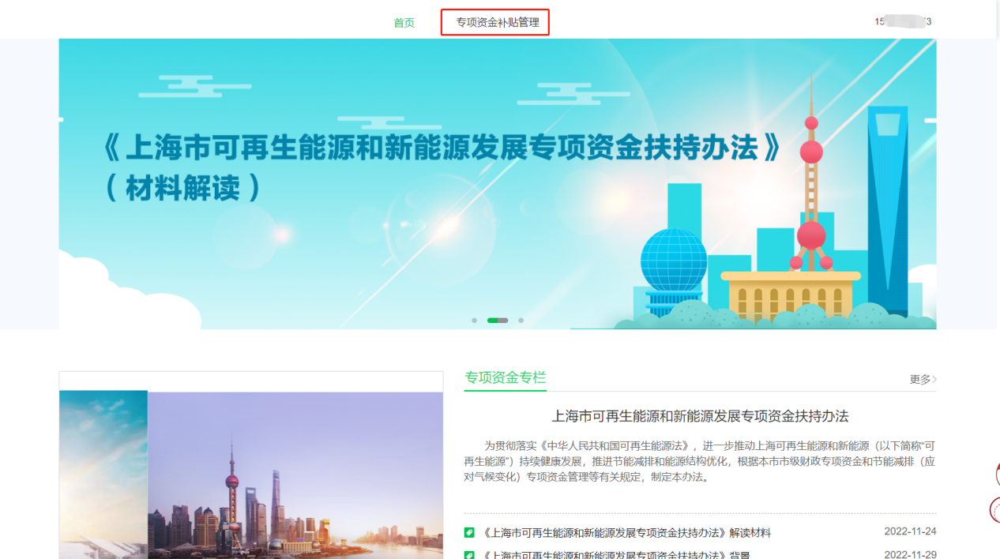 首页
专项资金补贴管理
15 3
《上海市可再生能源和新能源发展专项资金扶持办法》
（材料解读）
专项资金专栏
更多
上海市可再生能源和新能源发展专项资金扶持办法
为贯彻落实《中华人民共和国可再生能源法》，进一步推动上海可再生能源和新能源（以下简称“可
再生能源”）持续健康发展，推进节能减排和能源结构优化，根据本市市级财政专项资金和节能减排（应
对气候变化）专项资金管理等有关规定，制定本办法。
《上海市可再生能源和新能源发展专项资金扶持办法》解读材料 2022-11-24
《上海市可再生能源和新能源发展专项资金扶持办法》背景 2022-11-29